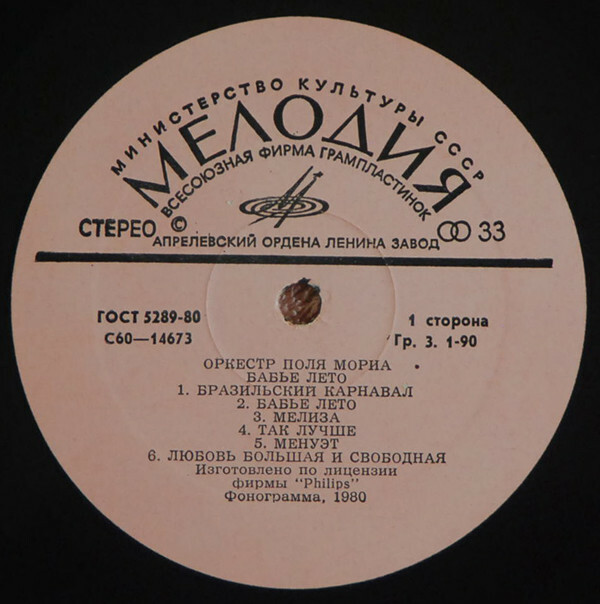 МИНИСТЕРСТВО КУЛЬТУРЫ СССР
МЕЛОДИЯ
ВСЕСОЮЗНАЯ ФИРМА ГРАМПЛАСТИНОК
СТЕРЕО © 33
АПРЕЛЕВСКИЙ ОРДЕНА ЛЕНИНА ЗАВОД
ГОСТ 5289-80 1 сторона
С60—14673 Гр. 3. 1-90
ОРКЕСТР ПОЛЯ МОРИА
БАБЬЕ ЛЕТО
1. БРАЗИЛЬСКИЙ КАРНАВАЛ
2. БАБЬЕ ЛЕТО
3. МЕЛИЗА
4. ТАК ЛУЧШЕ
5. МЕНУЭТ
6. ЛЮБОВЬ БОЛЬШАЯ И СВОБОДНАЯ
Изготовлено по лицензии
фирмы "Philips"
Фонограмма, 1980